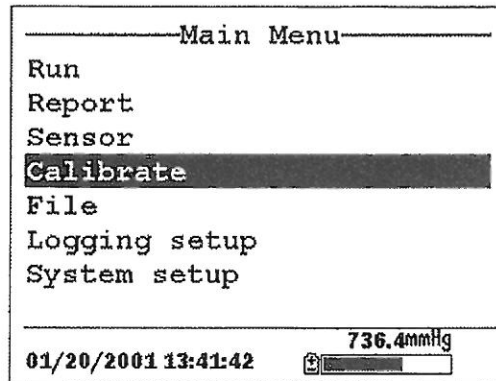 Main Menu
Run
Report
Sensor
Calibrate
File
Logging setup
System setup
736.4mmHg
01/20/2001 13:41:42